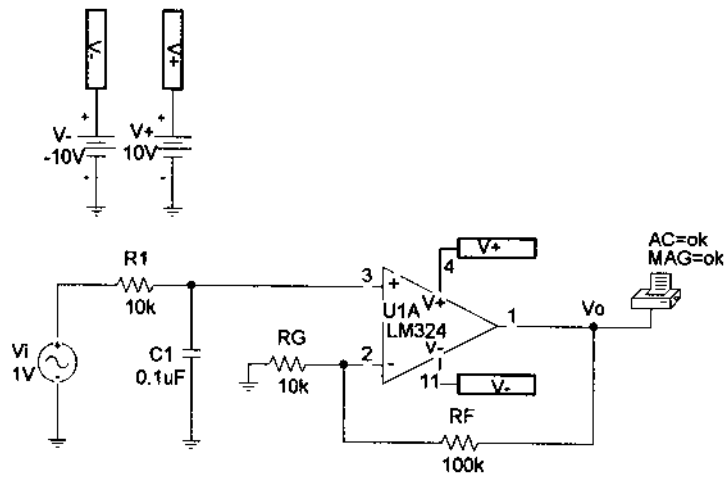 V-
V+
+
+
V-
-10V
V+
10V
+
-
AC=ok
MAG=ok
V+
4
R1
10k
3
+
V+
U1A
LM324
1
Vo
Vi
1V
+
-
C1
0.1uF
RG
10k
2
-
V-
11
V-
RF
100k